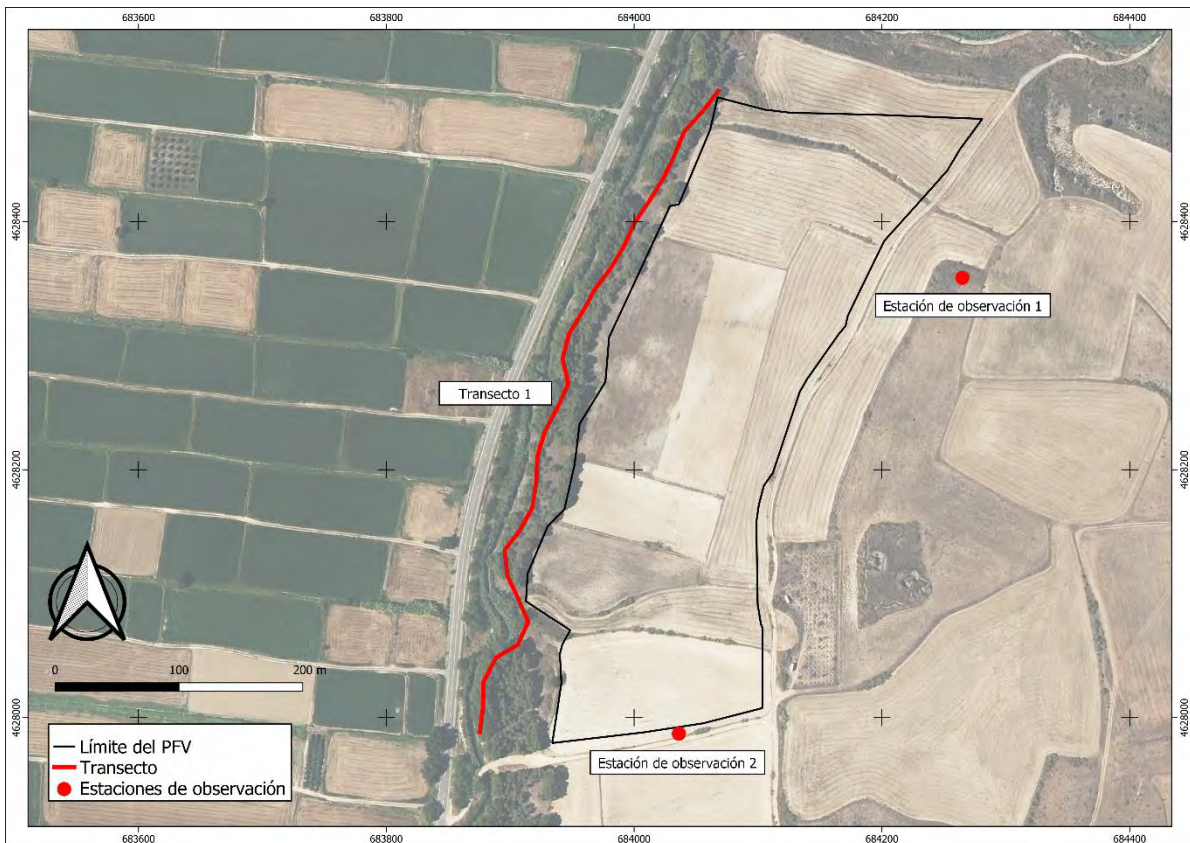 683600 683800 684000 684200 684400
4628400 4628400
Estación de observación 1
Transecto 1
4628200 4628200
0 100 200 m
4628000 4628000
Límite del PFV
Transecto
Estaciones de observación
Estación de observación 2
683600 683800 684000 684200 684400